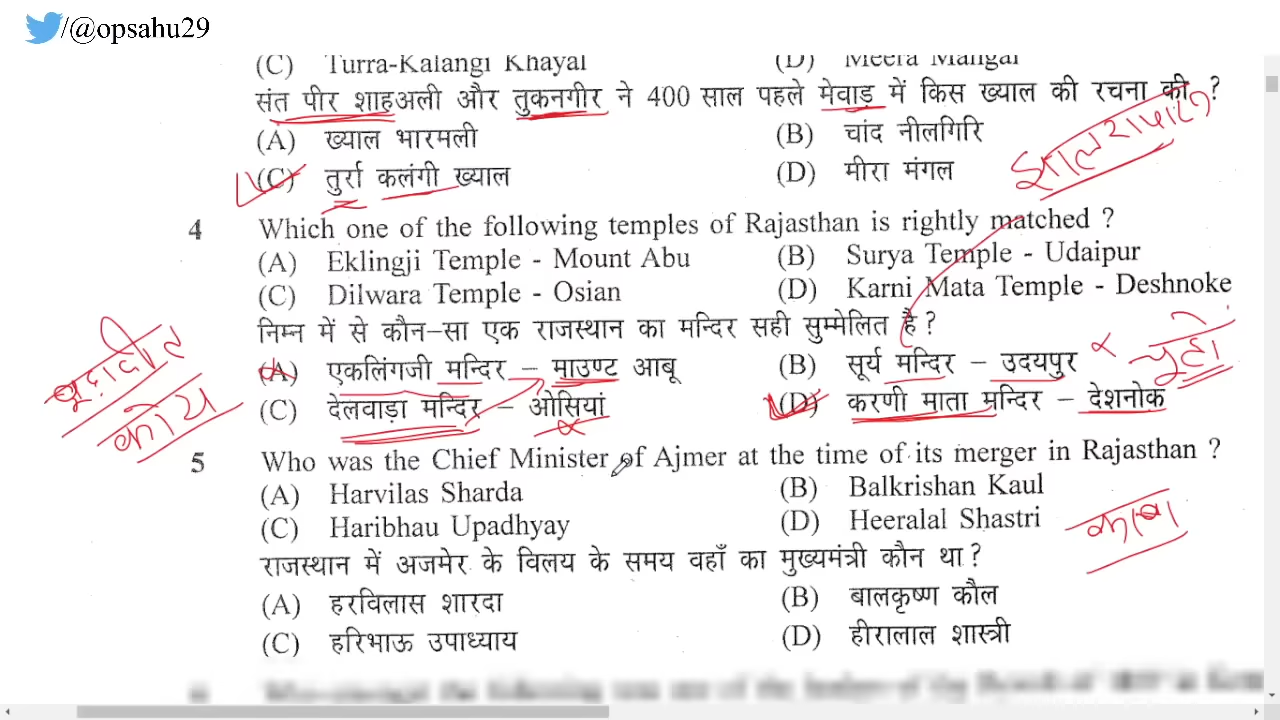 /@opsahu29
(C) Turra-Kalangi Khayal (D) Meera Mangal
संत पीर शाहअली और तुकनगीर ने 400 साल पहले मेवाड़ में किस ख्याल की रचना की ?
(A) ख्याल भारमली (B) चांद नीलगिरि
(C) तुर्रा कलंगी ख्याल (D) मीरा मंगल
4 Which one of the following temples of Rajasthan is rightly matched ?
(A) Eklingji Temple - Mount Abu (B) Surya Temple - Udaipur
(C) Dilwara Temple - Osian (D) Karni Mata Temple - Deshnoke
निम्न में से कौन-सा एक राजस्थान का मन्दिर सही सुम्मेलित है ?
(A) एकलिंगजी मन्दिर – माउण्ट आबू (B) सूर्य मन्दिर – उदयपुर
चूहों
(C) देलवाड़ा मन्दिर – ओसियां (D) करणी माता मन्दिर – देशनोक
5 Who was the Chief Minister of Ajmer at the time of its merger in Rajasthan ?
(A) Harvilas Sharda (B) Balkrishan Kaul
(C) Haribhau Upadhyay (D) Heeralal Shastri
काबा
राजस्थान में अजमेर के विलय के समय वहाँ का मुख्यमंत्री कौन था ?
(A) हरविलास शारदा (B) बालकृष्ण कौल
(C) हरिभाऊ उपाध्याय (D) हीरालाल शास्त्री